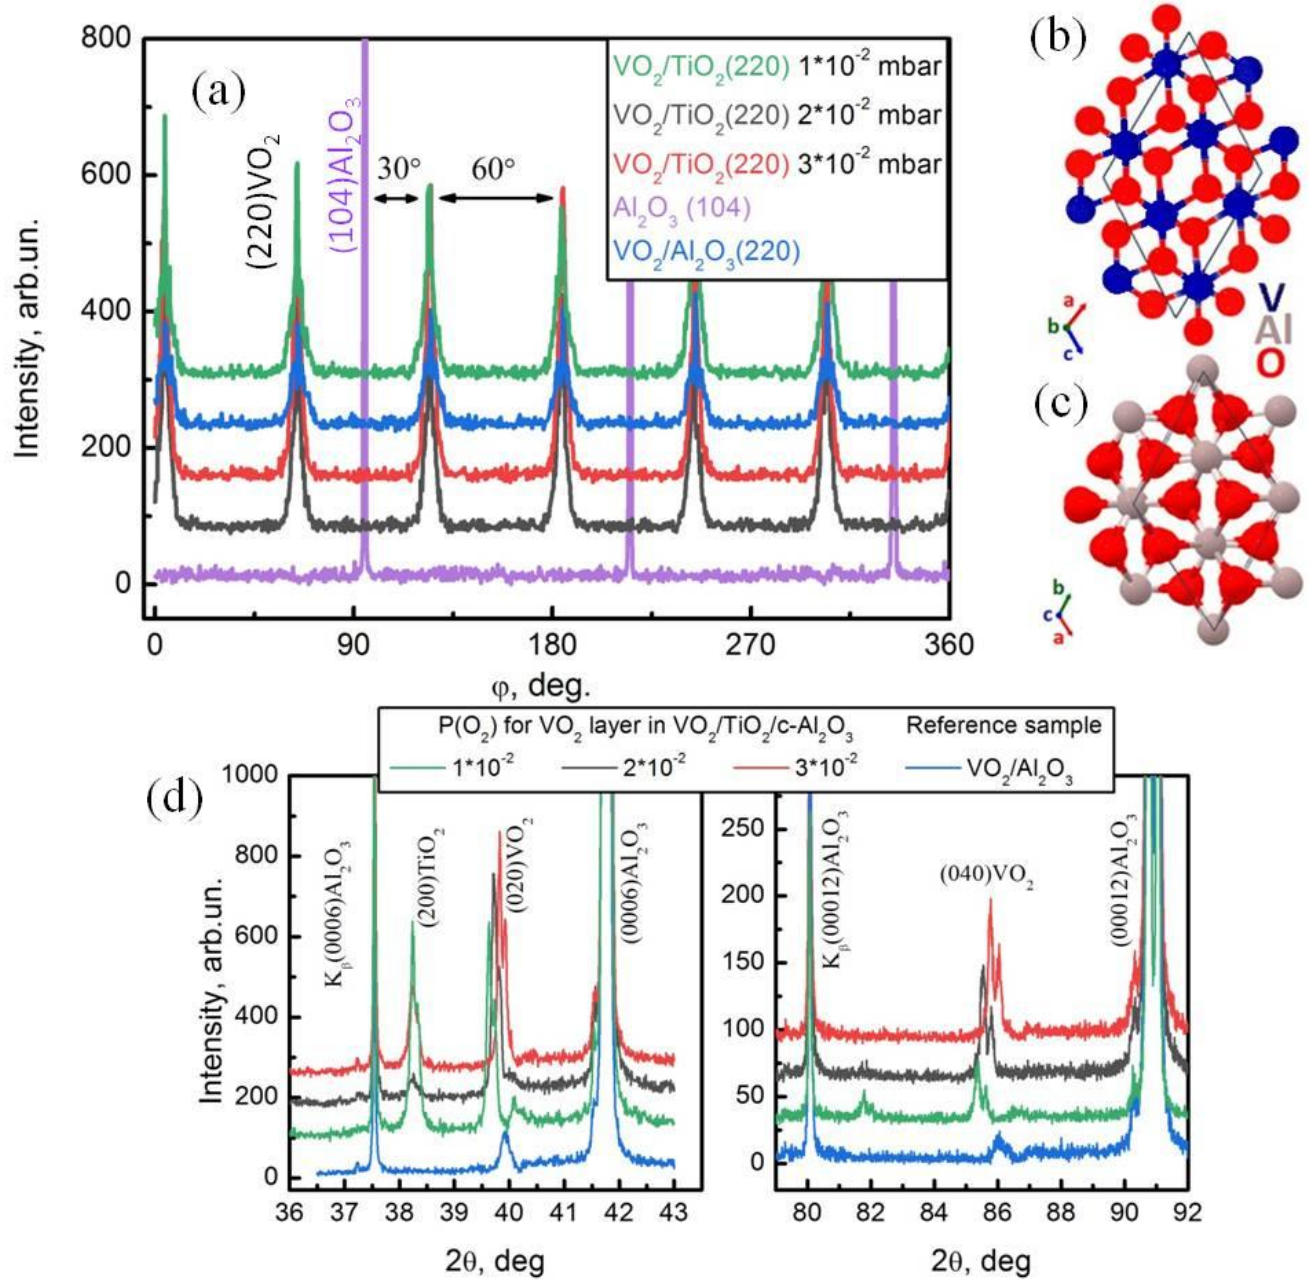 (a)
800
600
400
200
0
Intensity, arb.un.
0 90 180 270 360
φ, deg.
(220)VO2
(104)Al2O3
30°
60°
VO2/TiO2(220) 1*10-2 mbar
VO2/TiO2(220) 2*10-2 mbar
VO2/TiO2(220) 3*10-2 mbar
Al2O3 (104)
VO2/Al2O3(220)
(b)
a
b
c
V
Al
O
(c)
b
c
a
P(O2) for VO2 layer in VO2/TiO2/c-Al2O3 Reference sample
1*10-2 2*10-2 3*10-2 VO2/Al2O3
(d)
1000
800
600
400
200
0
Intensity, arb.un.
Kβ(0006)Al2O3
(200)TiO2
(020)VO2
(0006)Al2O3
36 37 38 39 40 41 42 43
2θ, deg
250
200
150
100
50
0
Kβ(00012)Al2O3
(040)VO2
(00012)Al2O3
80 82 84 86 88 90 92
2θ, deg